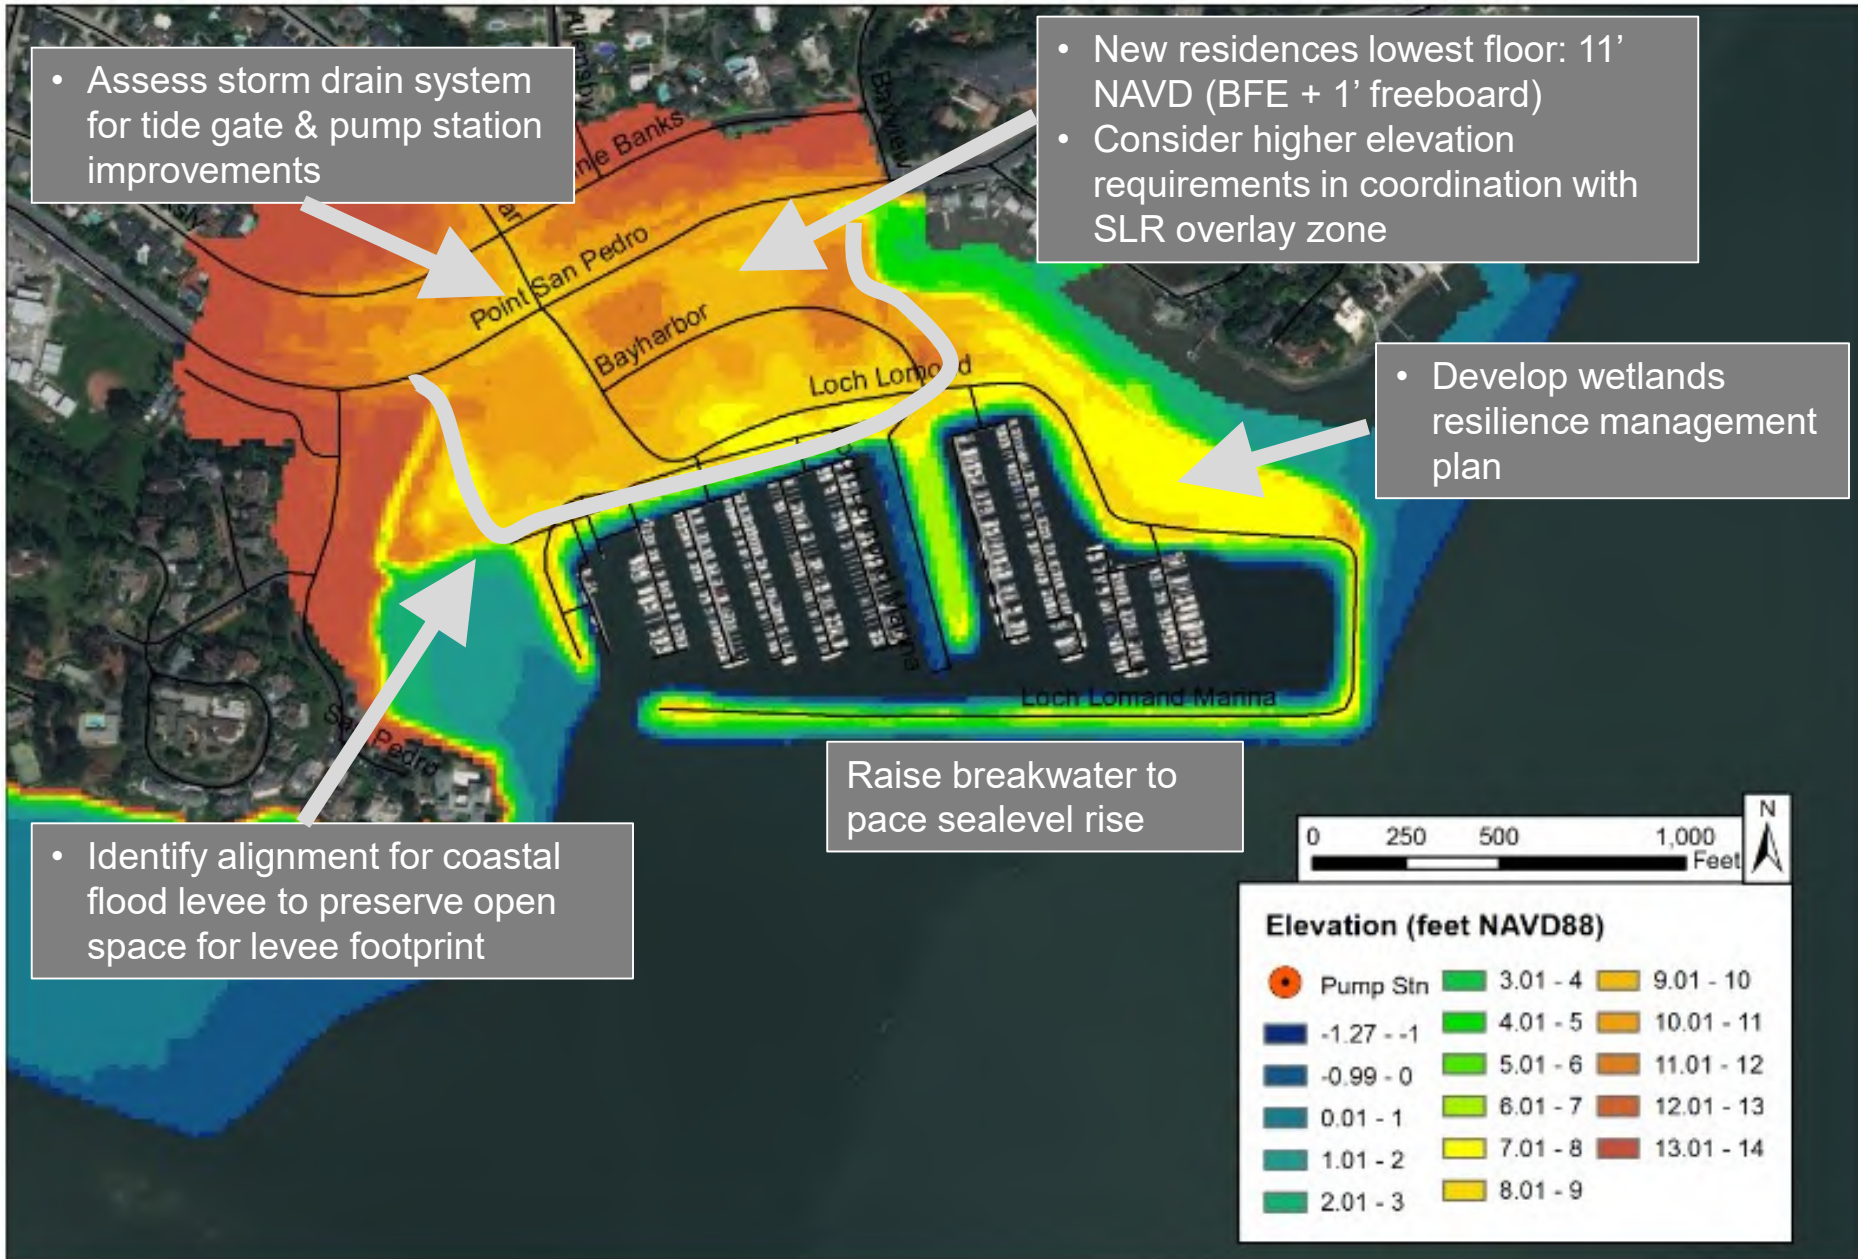 • Assess storm drain system
for tide gate & pump station
improvements
• New residences lowest floor: 11’
NAVD (BFE + 1’ freeboard)
• Consider higher elevation
requirements in coordination with
SLR overlay zone
Bayview
nie Banks
Point San Pedro
Bayharbor
Loch Lomond
• Develop wetlands
resilience management
plan
Loch Lomand Marina
San Pedro
Raise breakwater to
pace sealevel rise
• Identify alignment for coastal
flood levee to preserve open
space for levee footprint
N
0 250 500 1,000
Feet
Elevation (feet NAVD88)
Pump Stn
-1.27 - -1
-0.99 - 0
0.01 - 1
1.01 - 2
2.01 - 3
3.01 - 4
4.01 - 5
5.01 - 6
6.01 - 7
7.01 - 8
8.01 - 9
9.01 - 10
10.01 - 11
11.01 - 12
12.01 - 13
13.01 - 14